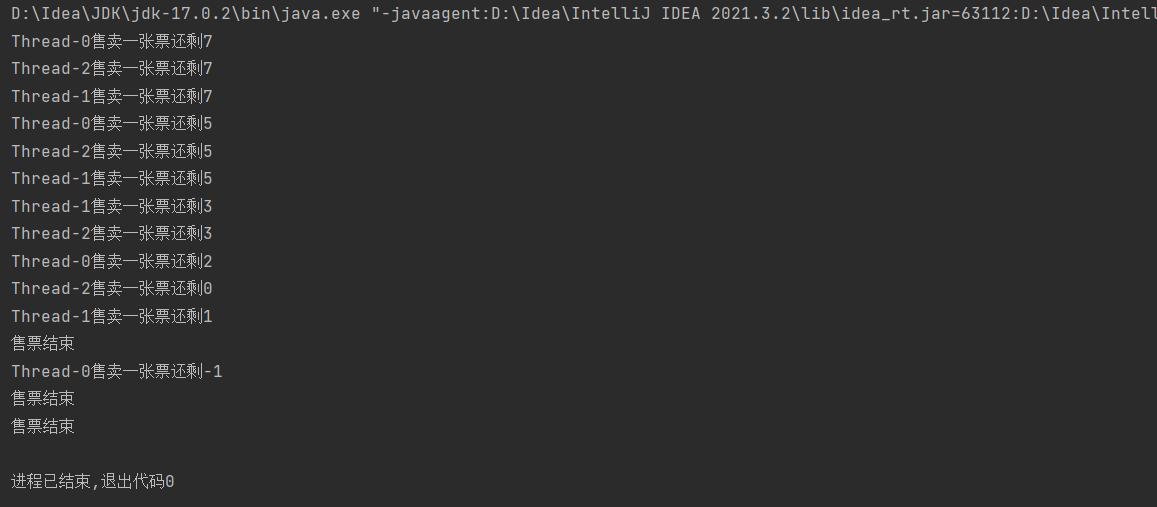 D:\Idea\JDK\jdk-17.0.2\bin\java.exe "-javaagent:D:\Idea\IntelliJ IDEA 2021.3.2\lib\idea_rt.jar=63112:D:\Idea\Intell
Thread-0售卖一张票还剩7
Thread-2售卖一张票还剩7
Thread-1售卖一张票还剩7
Thread-0售卖一张票还剩5
Thread-2售卖一张票还剩5
Thread-1售卖一张票还剩5
Thread-1售卖一张票还剩3
Thread-2售卖一张票还剩3
Thread-0售卖一张票还剩2
Thread-2售卖一张票还剩0
Thread-1售卖一张票还剩1
售票结束
Thread-0售卖一张票还剩-1
售票结束
售票结束
进程已结束,退出代码0